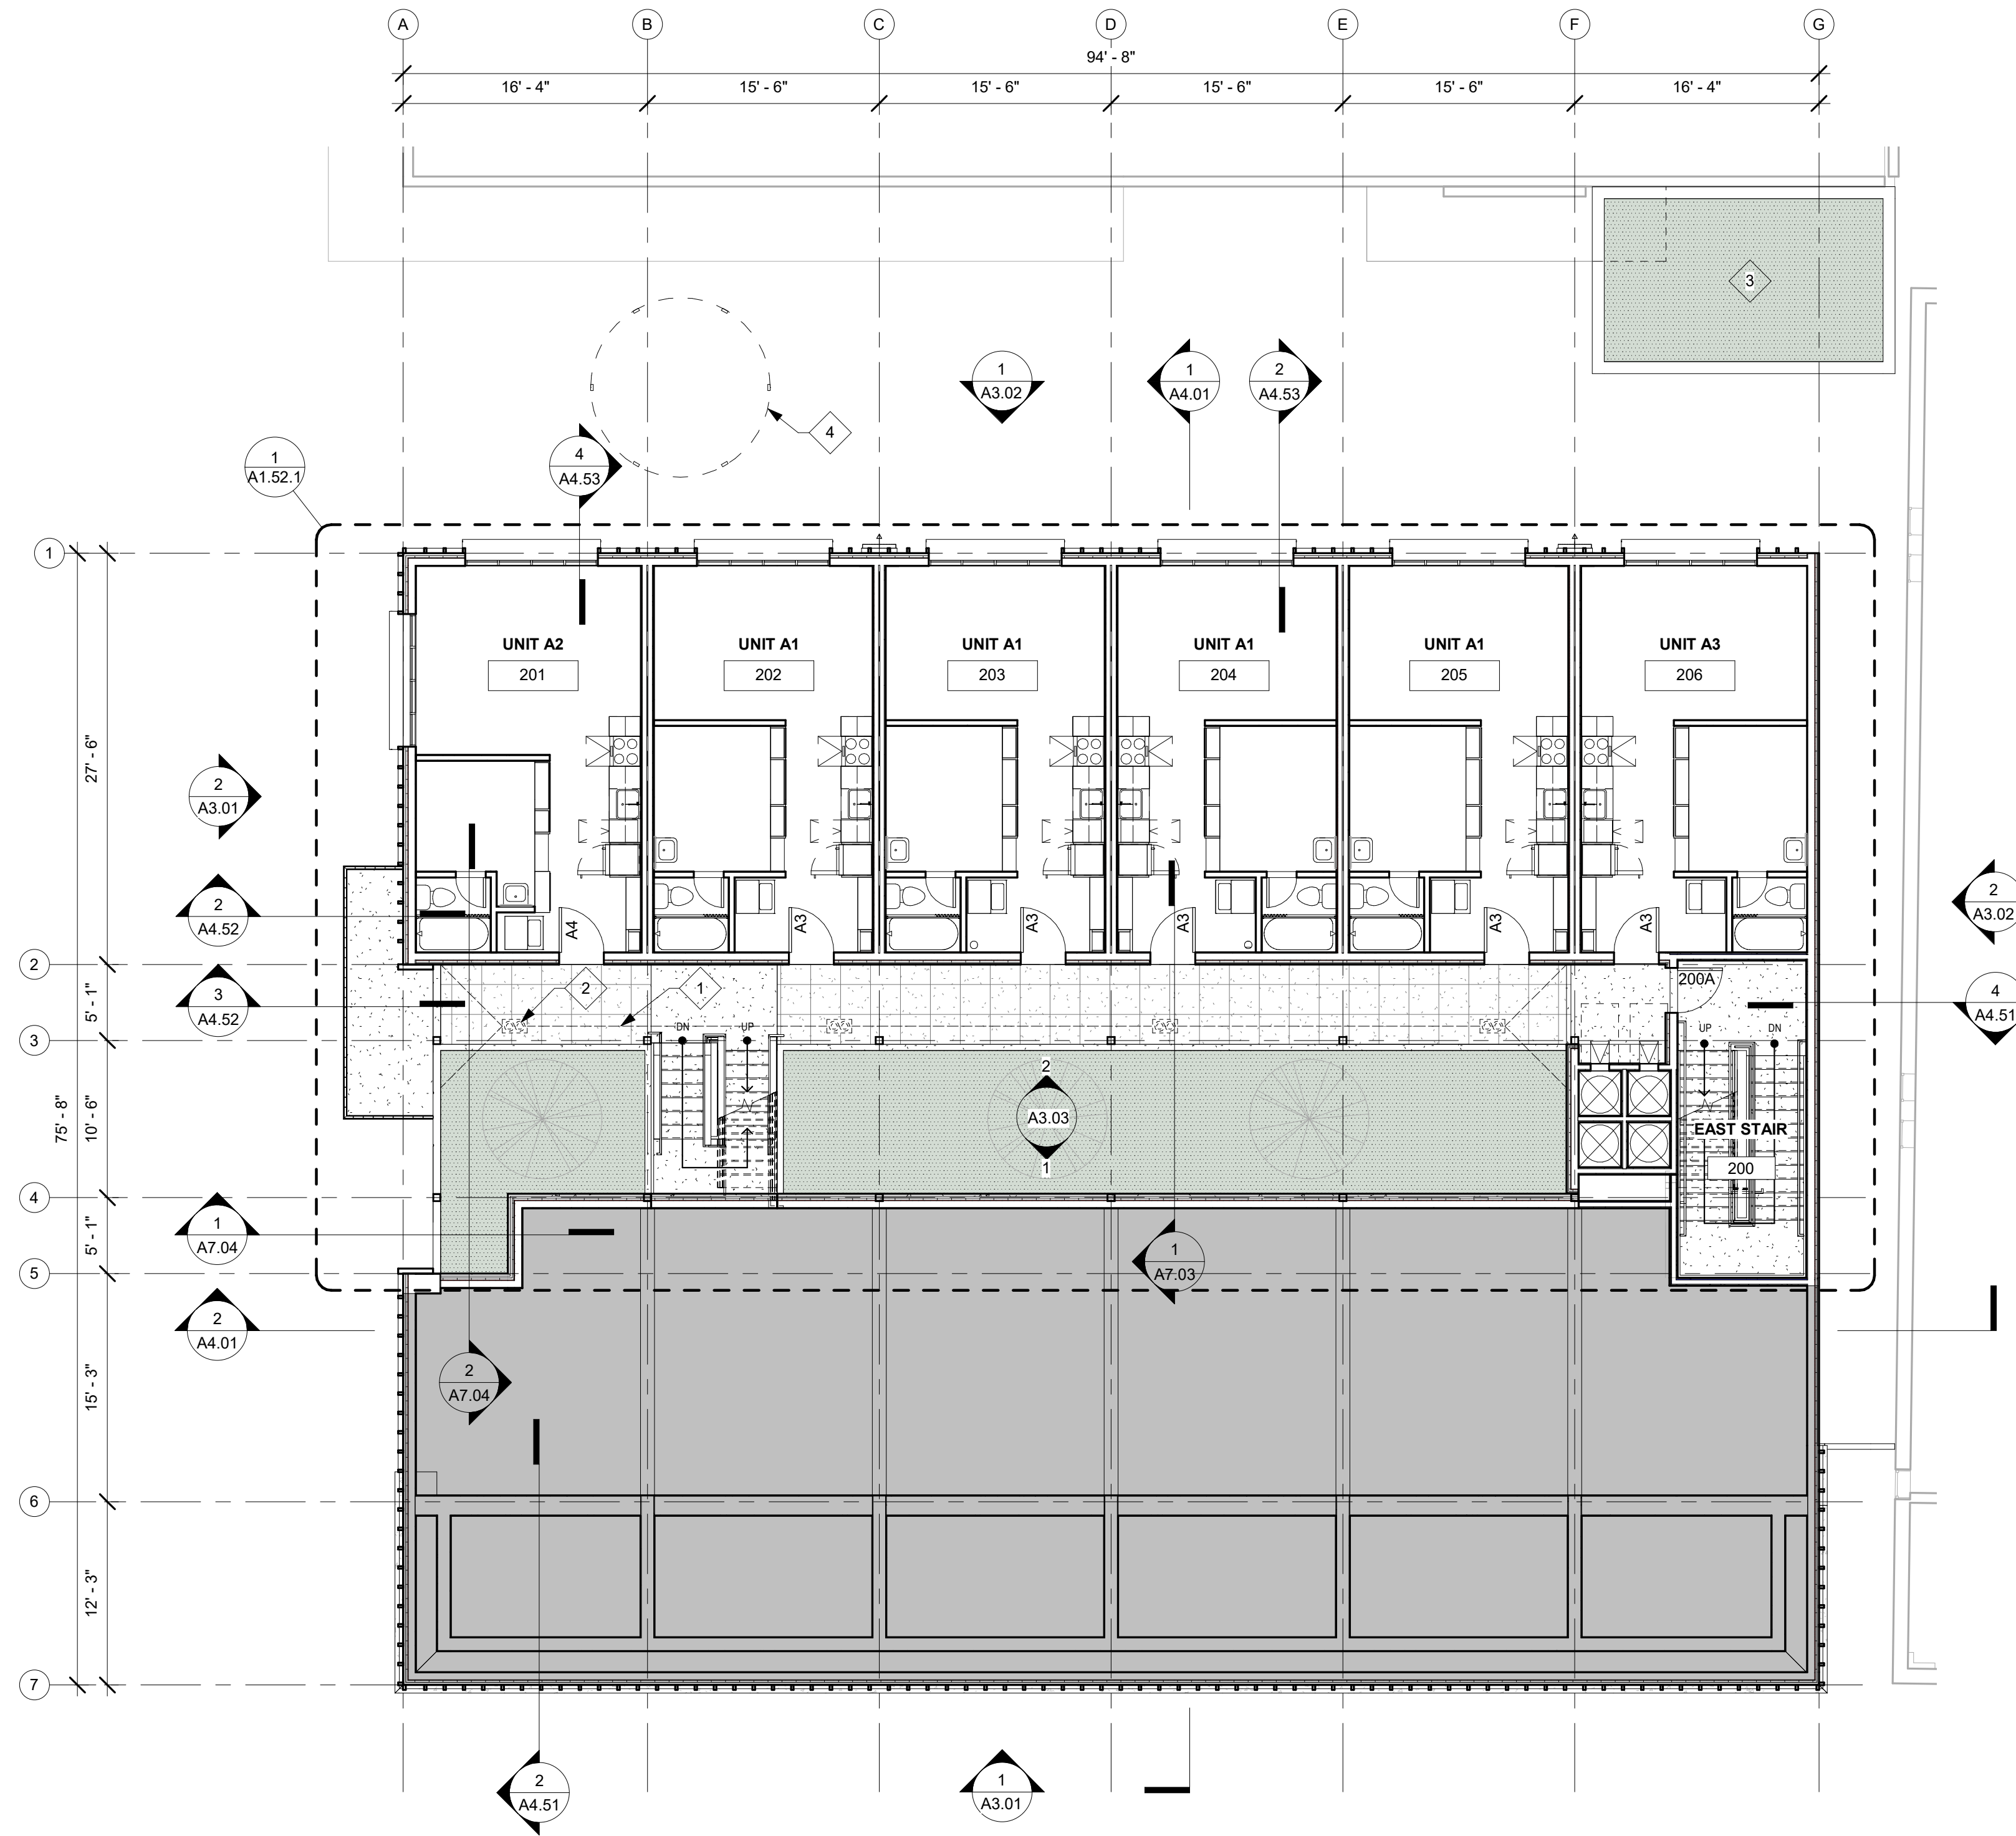 A B C D E F G
94' - 8"
16' - 4" 15' - 6" 15' - 6" 15' - 6" 15' - 6" 16' - 4"
3
1
A3.02
1
A4.01
2
A4.53
4
4
A4.53
1
A1.52.1
1
UNIT A2
201
UNIT A1
202
UNIT A1
203
UNIT A1
204
UNIT A1
205
UNIT A3
206
27' - 6"
2
A3.01
2
A4.52
2
A3.02
A4 A3 A3 A3 A3 A3
2
5' - 1"
3
A4.52
2
1
200A
4
A4.51
DN UP
UP DN
3
75' - 8"
10' - 6"
2
A3.03
1
EAST STAIR
200
4
5' - 1"
1
A7.04
1
A7.03
5
2
A4.01
2
A7.04
15' - 3"
6
12' - 3"
7
2
A4.51
1
A3.01